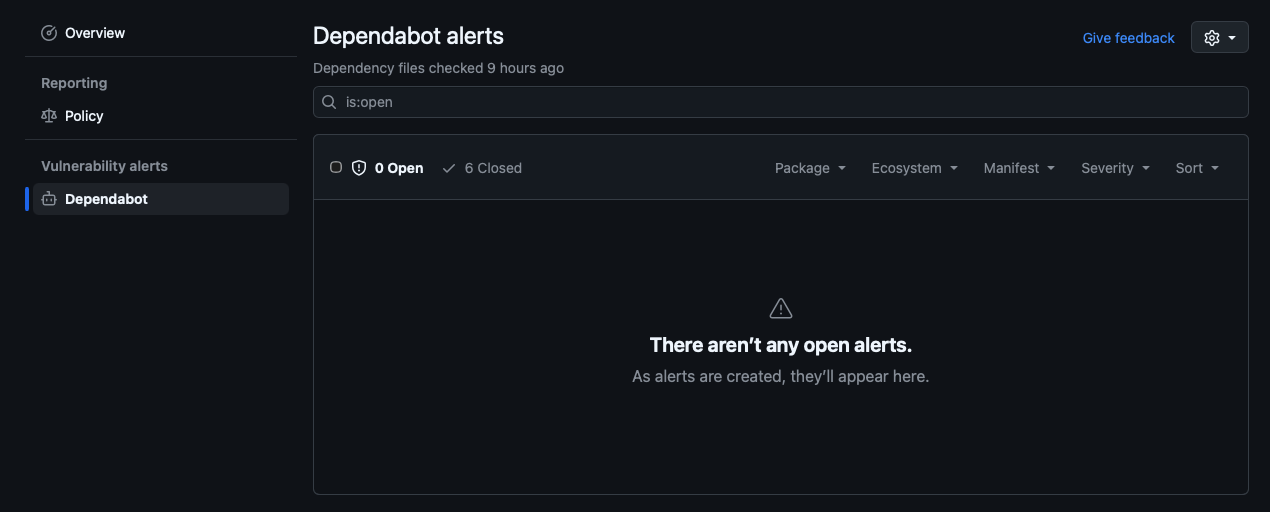 Overview
Reporting
Policy
Vulnerability alerts
Dependabot
Dependabot alerts
Give feedback
Dependency files checked 9 hours ago
is:open
0 Open 6 Closed Package Ecosystem Manifest Severity Sort
There aren’t any open alerts.
As alerts are created, they’ll appear here.